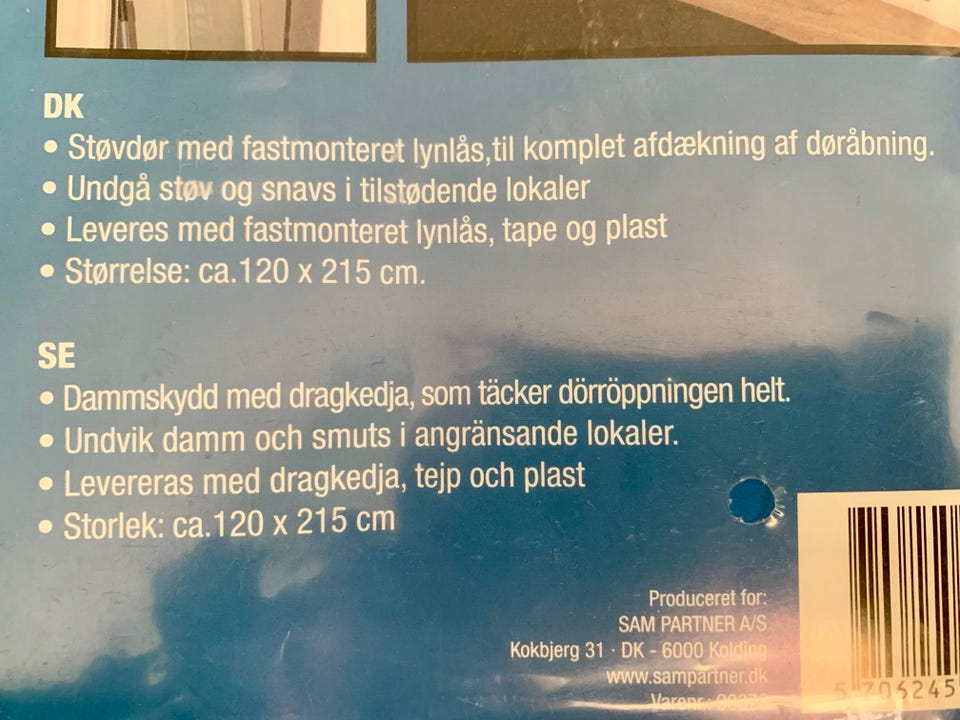 DK
• Støvdør med fastmonteret lynlås,til komplet afdækning af døråbning.
• Undgå støv og snavs i tilstødende lokaler
• Leveres med fastmonteret lynlås, tape og plast
• Størrelse: ca.120 x 215 cm.
SE
• Dammskydd med dragkedja, som täcker dörröppningen helt.
• Undvik damm och smuts i angränsande lokaler.
• Levereras med dragkedja, tejp och plast
• Storlek: ca.120 x 215 cm
Produceret for:
SAM PARTNER A/S
Kokbjerg 31 · DK - 6000 Kolding
www.sampartner.dk
Varenr.:
5 706245